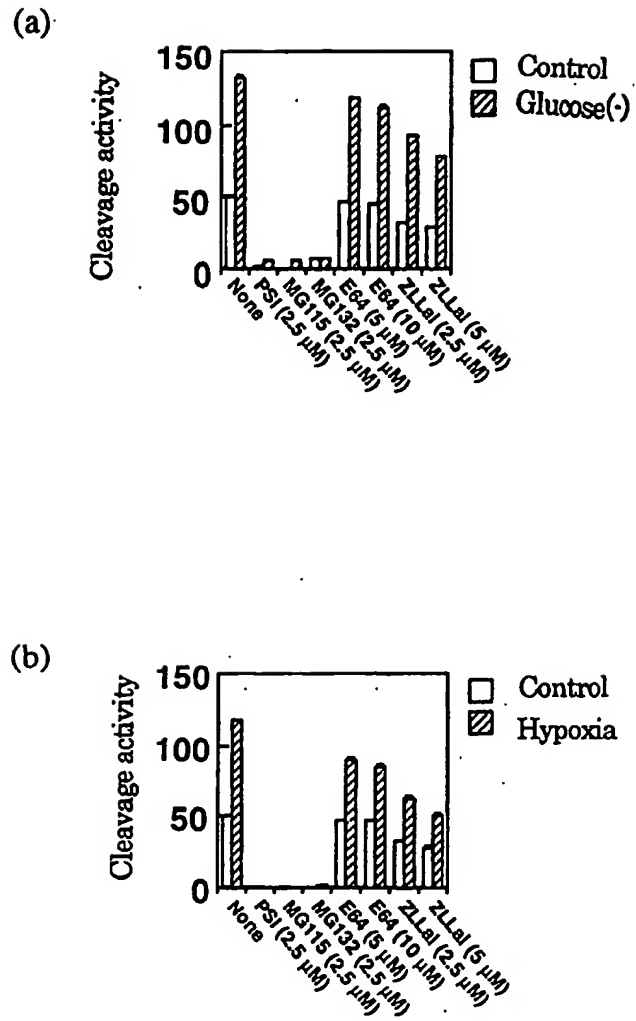 (a)
Cleavage activity
150
100
50
0
Control
Glucose(-)
None
PSI (2.5 μM)
MG115 (2.5 μM)
MG132 (2.5 μM)
E64 (5 μM)
E64 (10 μM)
ZLLal (2.5 μM)
ZLLal (5 μM)
(b)
Cleavage activity
150
100
50
0
Control
Hypoxia
None
PSI (2.5 μM)
MG115 (2.5 μM)
MG132 (2.5 μM)
E64 (5 μM)
E64 (10 μM)
ZLLal (2.5 μM)
ZLLal (5 μM)